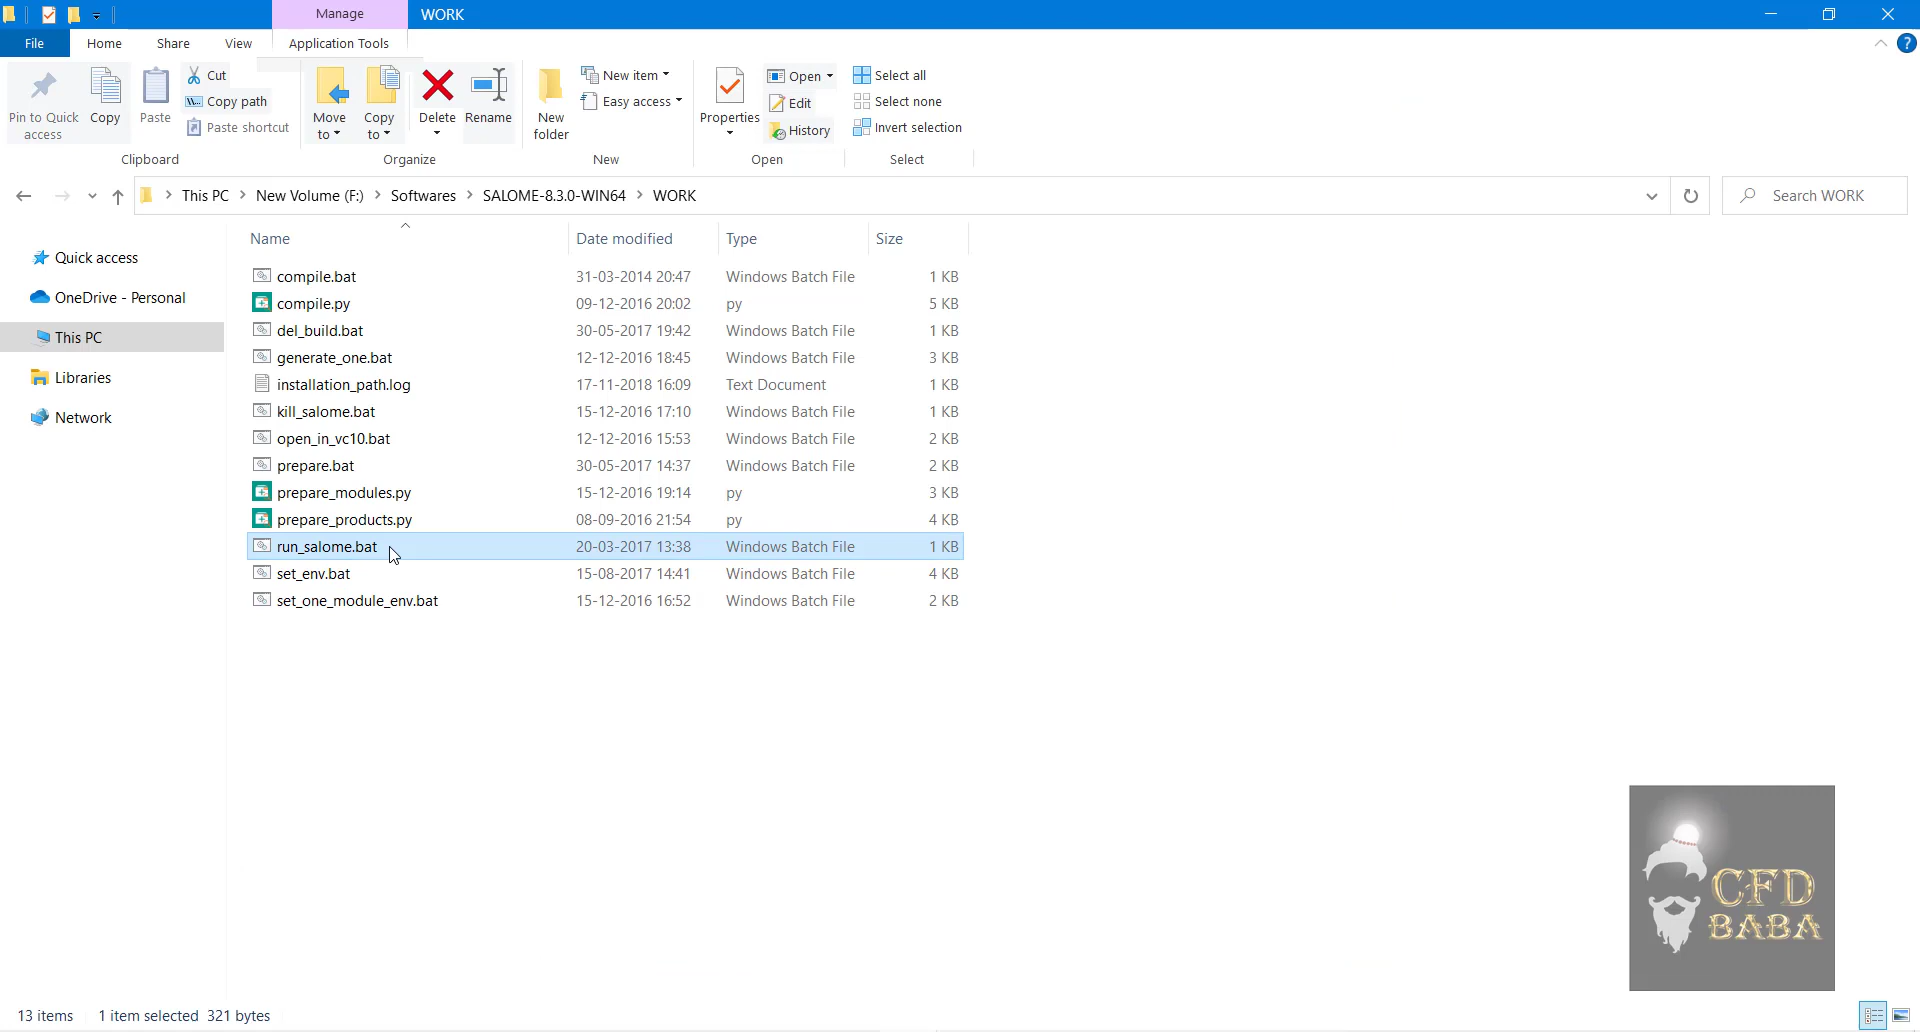 Manage
WORK
File
Home
Share
View
Application Tools
Pin to Quick access
Copy
Paste
Cut
Copy path
Paste shortcut
Move to
Copy to
Delete
Rename
New folder
New item
Easy access
Properties
Open
Edit
History
Select all
Select none
Invert selection
Clipboard
Organize
New
Open
Select
This PC > New Volume (F:) > Softwares > SALOME-8.3.0-WIN64 > WORK
Search WORK
Quick access
OneDrive - Personal
This PC
Libraries
Network
Name Date modified Type Size
compile.bat 31-03-2014 20:47 Windows Batch File 1 KB
compile.py 09-12-2016 20:02 py 5 KB
del_build.bat 30-05-2017 19:42 Windows Batch File 1 KB
generate_one.bat 12-12-2016 18:45 Windows Batch File 3 KB
installation_path.log 17-11-2018 16:09 Text Document 1 KB
kill_salome.bat 15-12-2016 17:10 Windows Batch File 1 KB
open_in_vc10.bat 12-12-2016 15:53 Windows Batch File 2 KB
prepare.bat 30-05-2017 14:37 Windows Batch File 2 KB
prepare_modules.py 15-12-2016 19:14 py 3 KB
prepare_products.py 08-09-2016 21:54 py 4 KB
run_salome.bat 20-03-2017 13:38 Windows Batch File 1 KB
set_env.bat 15-08-2017 14:41 Windows Batch File 4 KB
set_one_module_env.bat 15-12-2016 16:52 Windows Batch File 2 KB
CFD
BABA
13 items 1 item selected 321 bytes